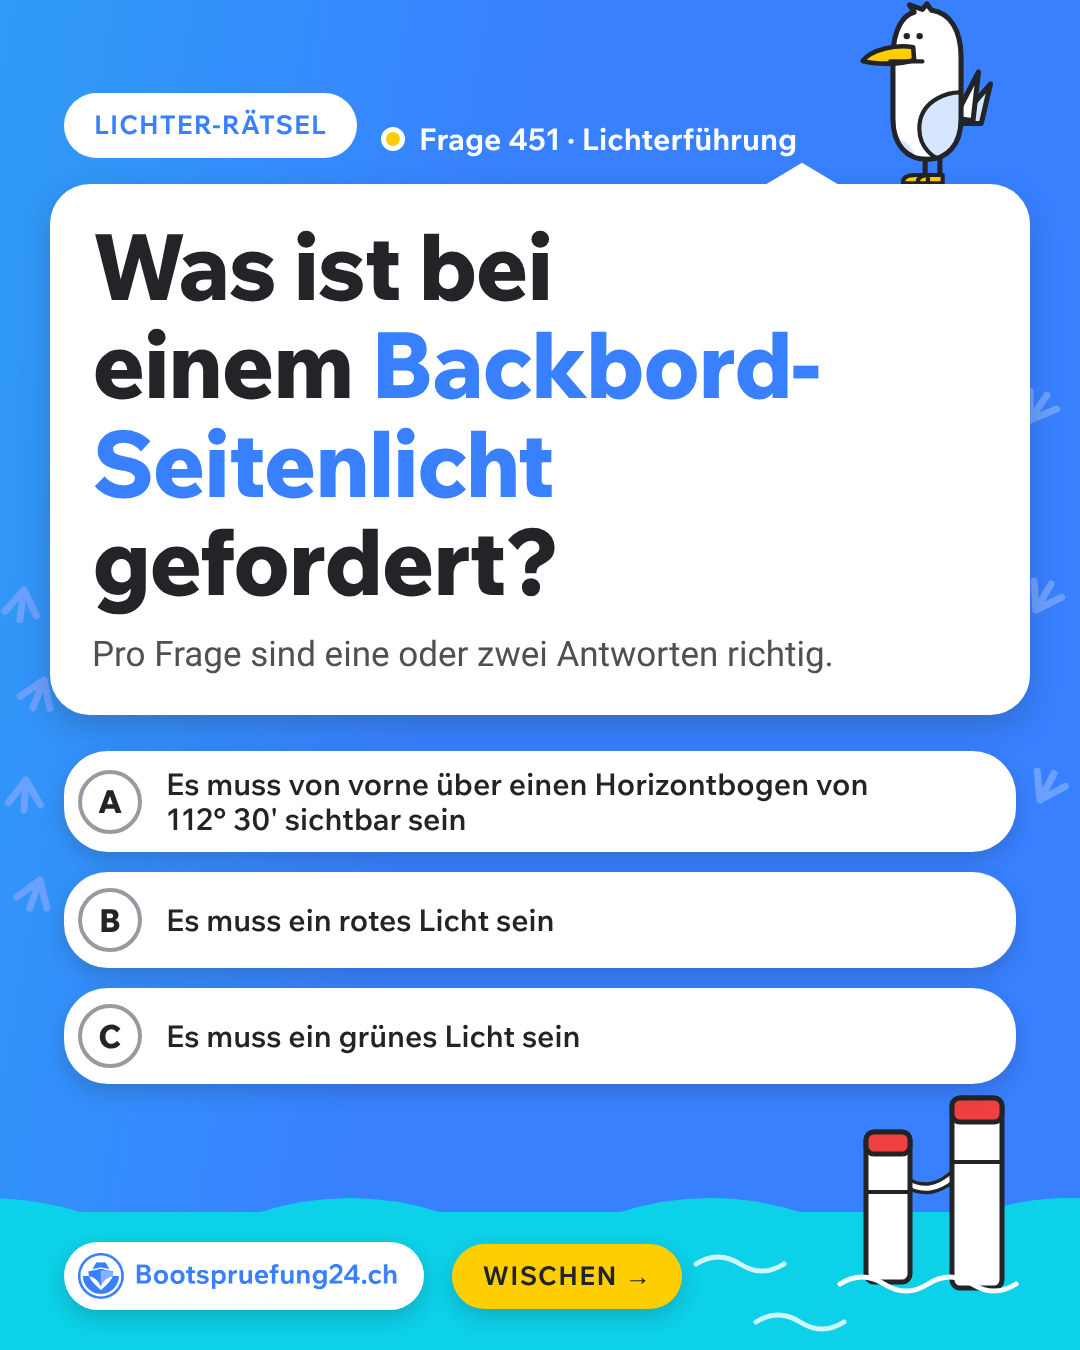 LICHTER-RÄTSEL
Frage 451 · Lichterführung
Was ist bei
einem Backbord-
Seitenlicht
gefordert?
Pro Frage sind eine oder zwei Antworten richtig.
A
Es muss von vorne über einen Horizontbogen von
112° 30' sichtbar sein
B
Es muss ein rotes Licht sein
C
Es muss ein grünes Licht sein
Bootspruefung24.ch
WISCHEN →